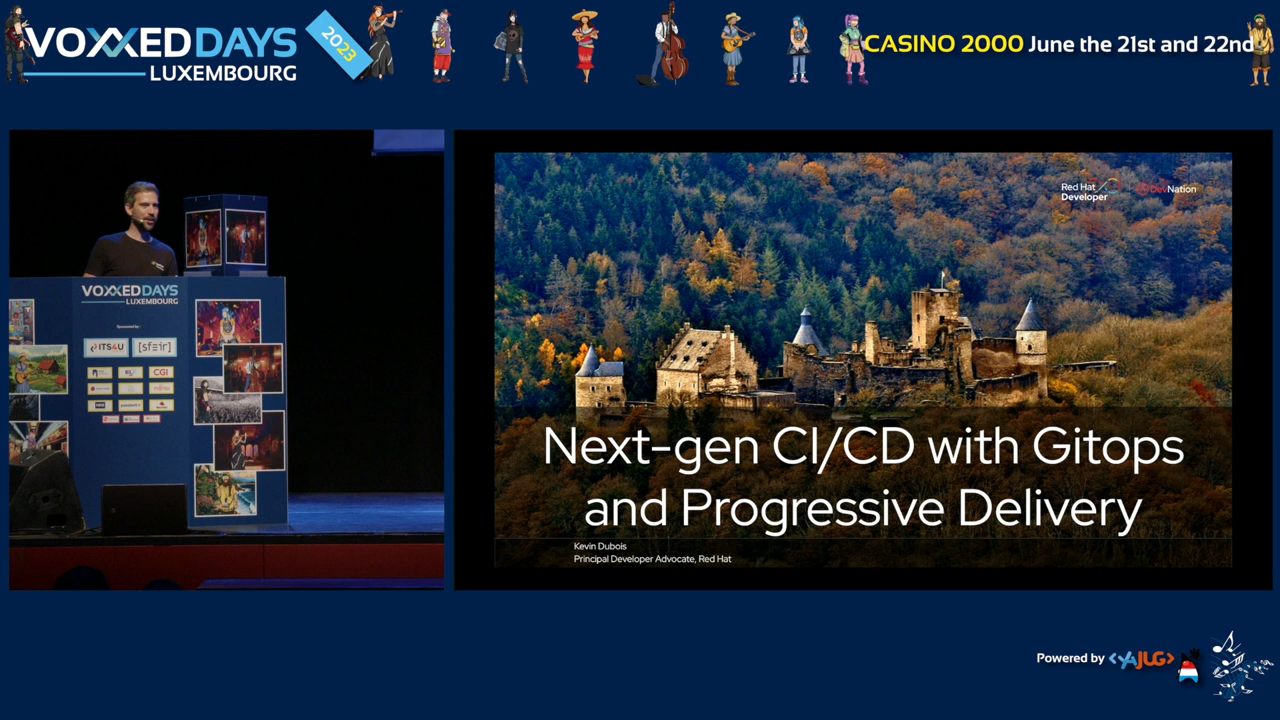 VOXXED DAYS
LUXEMBOURG
2023
CASINO 2000 June the 21st and 22nd
VOXXED DAYS
LUXEMBOURG
Sponsored by:
ITS4U
[sfeir]
CGI
Red Hat
Developer
DevNation
Next-gen CI/CD with Gitops
and Progressive Delivery
Kevin Dubois
Principal Developer Advocate, Red Hat
Powered by <YAJUG>